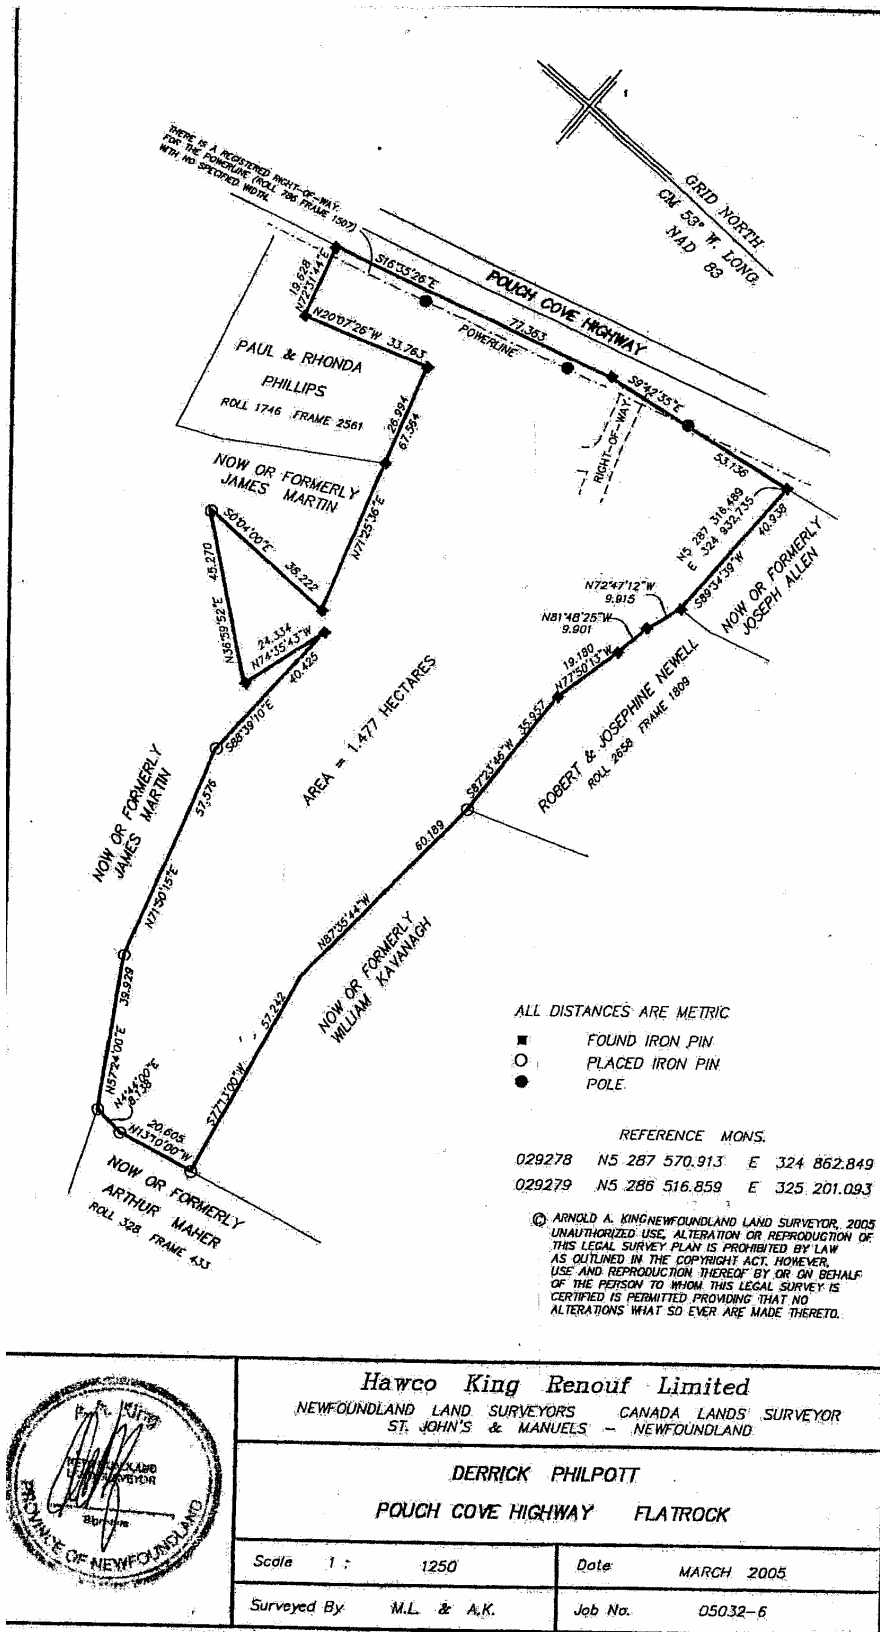 THERE IS A REGISTERED RIGHT-OF-WAY
FOR THE POWERLINE (ROLL 786 FRAME 1507)
WITH NO SPECIFIED WIDTH.
GRID NORTH
CM 53° W. LONG.
NAD 83
POUCH COVE HIGHWAY
S16°35'26"E
77.363
POWERLINE
S9°42'35"E
53.136
19.628
N72°31'44"E
N20°07'26"W 33.763
PAUL & RHONDA
PHILLIPS
ROLL 1746 FRAME 2561
26.994
67.564
N71°25'36"E
RIGHT-OF-WAY
N5 287 316.489
E 324 932.735
40.938
S89°34'39"W
NOW OR FORMERLY
JOSEPH ALLEN
NOW OR FORMERLY
JAMES MARTIN
S0°04'00"E
38.222
45.270
N36°59'52"E
24.334
N74°35'43"W
40.425
S88°39'10"E
N72°47'12"W
9.915
N81°48'25"W
9.901
19.180
N77°50'13"W
35.957
S87°23'46"W
ROBERT & JOSEPHINE NEWELL
ROLL 2658 FRAME 1809
AREA = 1.477 HECTARES
NOW OR FORMERLY
JAMES MARTIN
57.576
N71°50'15"E
60.189
N87°35'44"W
NOW OR FORMERLY
WILLIAM KAVANAGH
39.929
N57°24'00"E
57.242
S77°13'00"W
N4°44'00"E
8.138
20.605
N13°10'00"W
NOW OR FORMERLY
ARTHUR MAHER
ROLL 328 FRAME 433
ALL DISTANCES ARE METRIC
FOUND IRON PIN
PLACED IRON PIN
POLE
REFERENCE MONS.
029278 N5 287 570.913 E 324 862.849
029279 N5 286 516.859 E 325 201.093
© ARNOLD A. KING NEWFOUNDLAND LAND SURVEYOR, 2005
UNAUTHORIZED USE, ALTERATION OR REPRODUCTION OF
THIS LEGAL SURVEY PLAN IS PROHIBITED BY LAW
AS OUTLINED IN THE COPYRIGHT ACT. HOWEVER,
USE AND REPRODUCTION THEREOF BY OR ON BEHALF
OF THE PERSON TO WHOM THIS LEGAL SURVEY IS
CERTIFIED IS PERMITTED PROVIDING THAT NO
ALTERATIONS WHAT SO EVER ARE MADE THERETO.
Hawco King Renouf Limited
NEWFOUNDLAND LAND SURVEYORS CANADA LANDS SURVEYOR
ST. JOHN'S & MANUELS - NEWFOUNDLAND
DERRICK PHILPOTT
POUCH COVE HIGHWAY FLATROCK
Scale 1 : 1250
Date MARCH 2005
Surveyed By M.L. & A.K.
Job No. 05032-6
King
NEWFOUNDLAND
LAND SURVEYOR
Signature
PROVINCE OF NEWFOUNDLAND